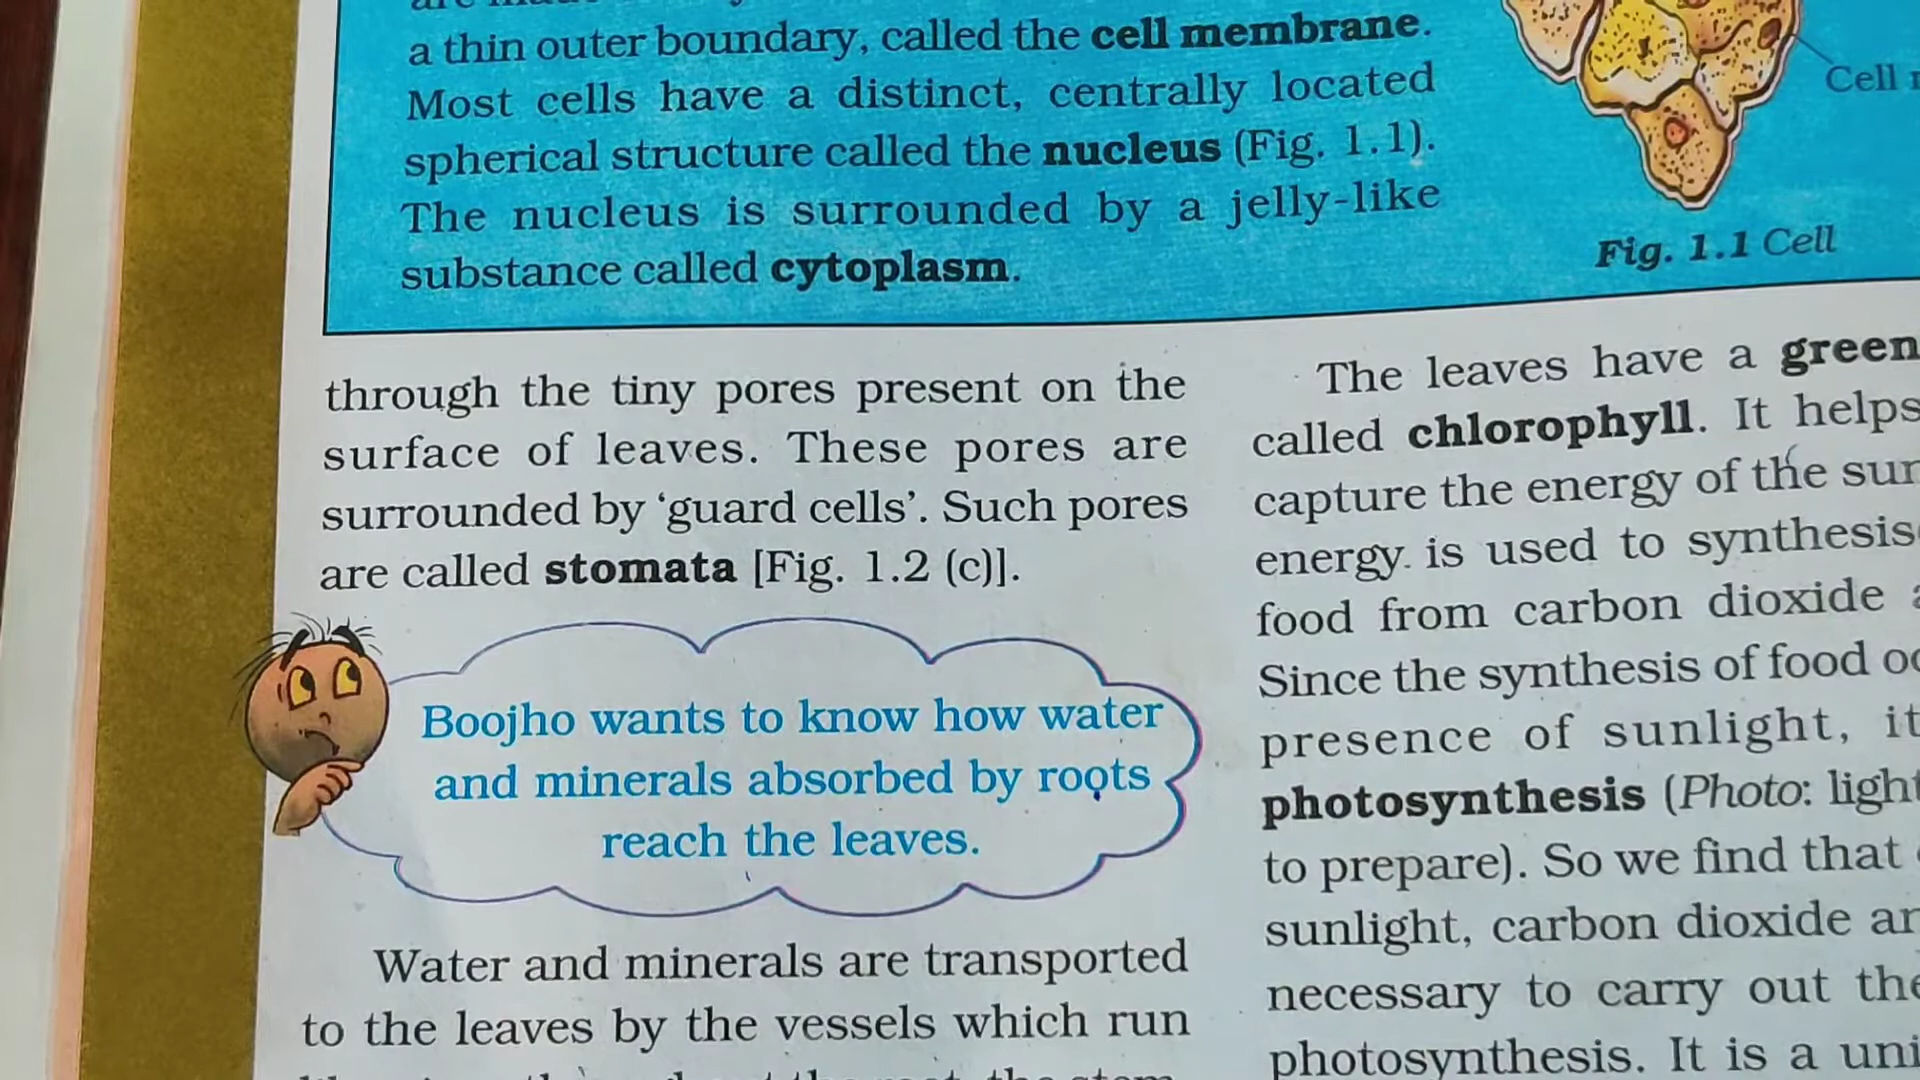 a thin outer boundary, called the cell membrane.
Most cells have a distinct, centrally located
spherical structure called the nucleus (Fig. 1.1).
The nucleus is surrounded by a jelly-like
substance called cytoplasm.
Cell
Fig. 1.1 Cell
through the tiny pores present on the
surface of leaves. These pores are
surrounded by ‘guard cells’. Such pores
are called stomata [Fig. 1.2 (c)].
Boojho wants to know how water
and minerals absorbed by roots
reach the leaves.
Water and minerals are transported
to the leaves by the vessels which run
The leaves have a green
called chlorophyll. It helps
capture the energy of the
energy is used to
food from carbon dioxide
Since the synthesis of food
presence of sunlight, it
photosynthesis (Photo: light
to prepare). So we find that
sunlight, carbon dioxide
necessary to carry out the
photosynthesis. It is a